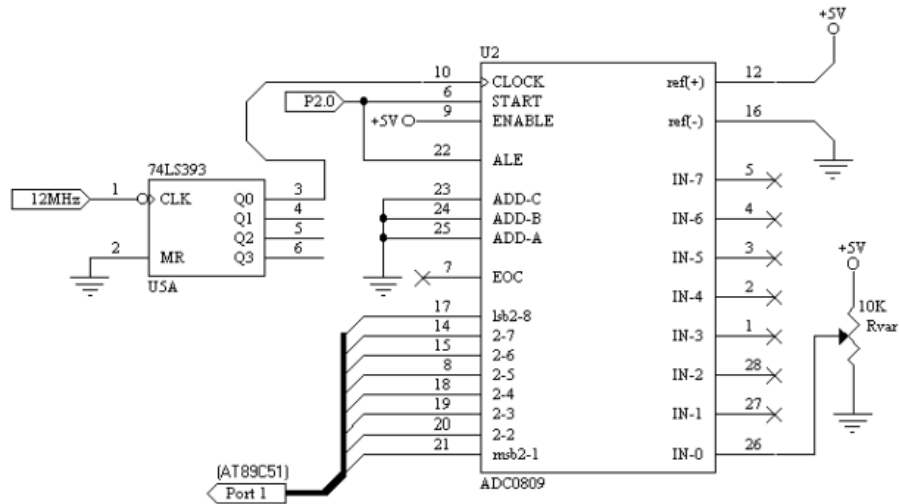 +5V
U2
10 CLOCK ref(+) 12
P2.0 6 START
+5V 9 ENABLE ref(-) 16
22 ALE
74LS393
IN-7 5
12MHz 1 CLK Q0 3
23 ADD-C
Q1 4
24 ADD-B IN-6 4
Q2 5
25 ADD-A
2 MR Q3 6
IN-5 3
+5V
7 EOC
U5A
IN-4 2
10K
17 lsb2-8
Rvar
14 2-7 IN-3 1
15 2-6
8 2-5 IN-2 28
18 2-4
19 2-3 IN-1 27
20 2-2
21 msb2-1 IN-0 26
(AT89C51)
Port 1
ADC0809